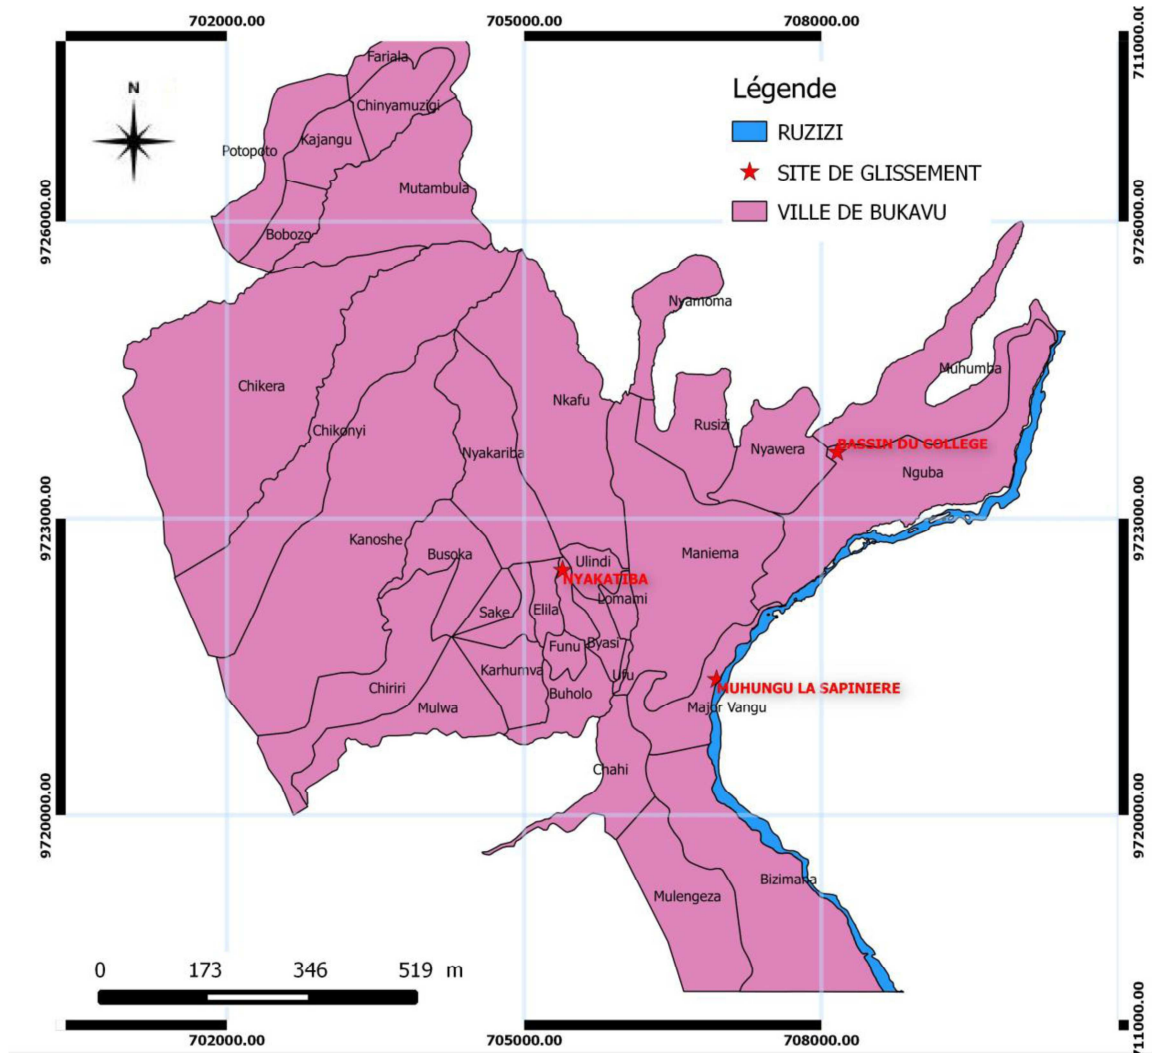 702000.00 705000.00 708000.00
711000.00
N
Légende
RUZIZI
SITE DE GLISSEMENT
VILLE DE BUKAVU
Fariala
Chinyamuzigi
Kajangu
Potopoto
Mutambula
9726000.00
9726000.00
Bobozo
Nyamoma
Muhumba
Chikera
Nkafu
Chikonyi
Rusizi
BASSIN DU COLLEGE
Nyawera
Nyakariba
Nguba
9723000.00
9723000.00
Kanoshe
Busoka
Maniema
Ulindi
NYAKATIBA
Lomami
Sake
Elila
Funu
Byasi
Karhumva
Ufu
Chiriri
Buholo
MUHUNGU LA SAPINIERE
Mulwa
Major Vangu
Chahi
9720000.00
9720000.00
Bizimana
Mulengeza
0 173 346 519 m
711000.00
702000.00 705000.00 708000.00